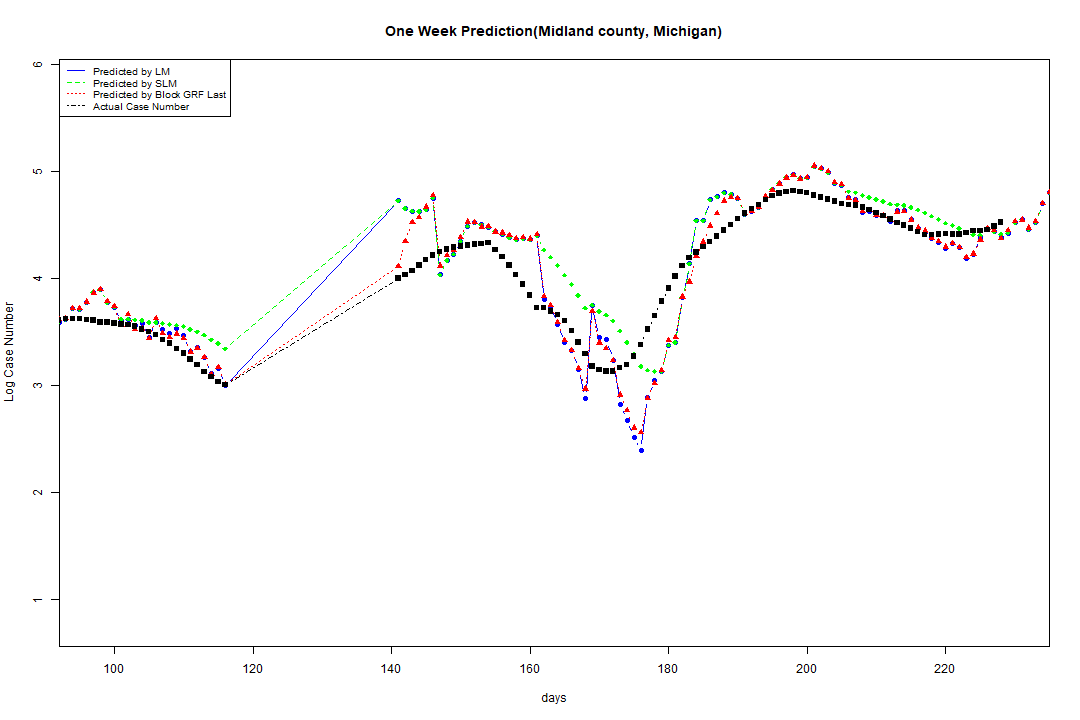 One Week Prediction(Midland county, Michigan)
Predicted by LM
Predicted by SLM
Predicted by Block GRF Last
Actual Case Number
6
5
4
3
2
1
Log Case Number
100 120 140 160 180 200 220
days